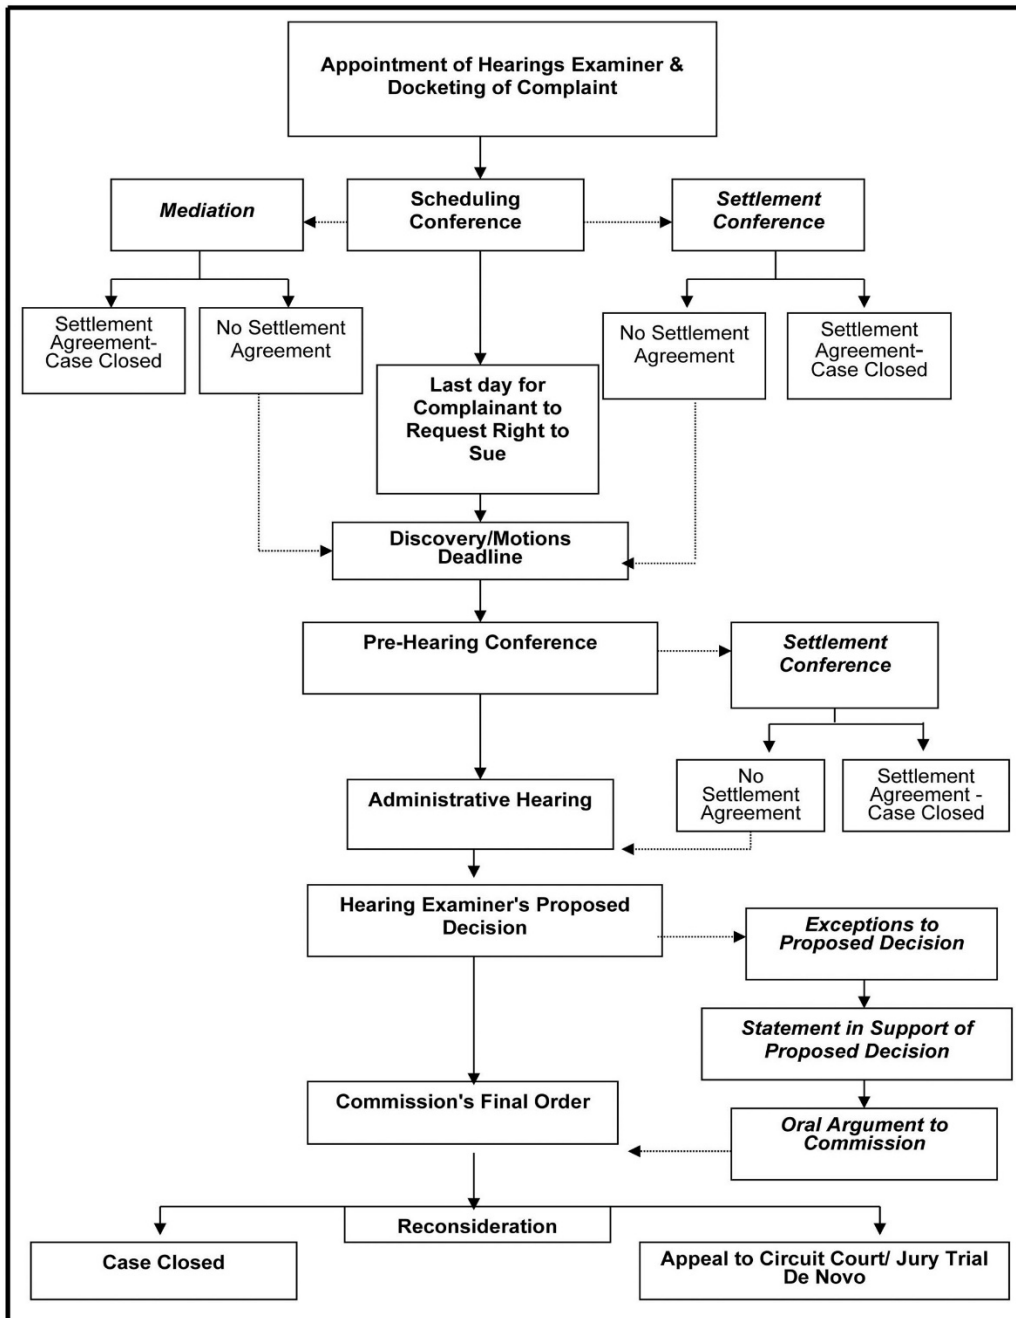 Appointment of Hearings Examiner &
Docketing of Complaint
Mediation
Scheduling
Conference
Settlement
Conference
Settlement
Agreement-
Case Closed
No Settlement
Agreement
No Settlement
Agreement
Settlement
Agreement-
Case Closed
Last day for
Complainant to
Request Right to
Sue
Discovery/Motions
Deadline
Pre-Hearing Conference
Settlement
Conference
No
Settlement
Agreement
Settlement
Agreement -
Case Closed
Administrative Hearing
Hearing Examiner's Proposed
Decision
Exceptions to
Proposed Decision
Statement in Support of
Proposed Decision
Commission's Final Order
Oral Argument to
Commission
Reconsideration
Case Closed
Appeal to Circuit Court/ Jury Trial
De Novo